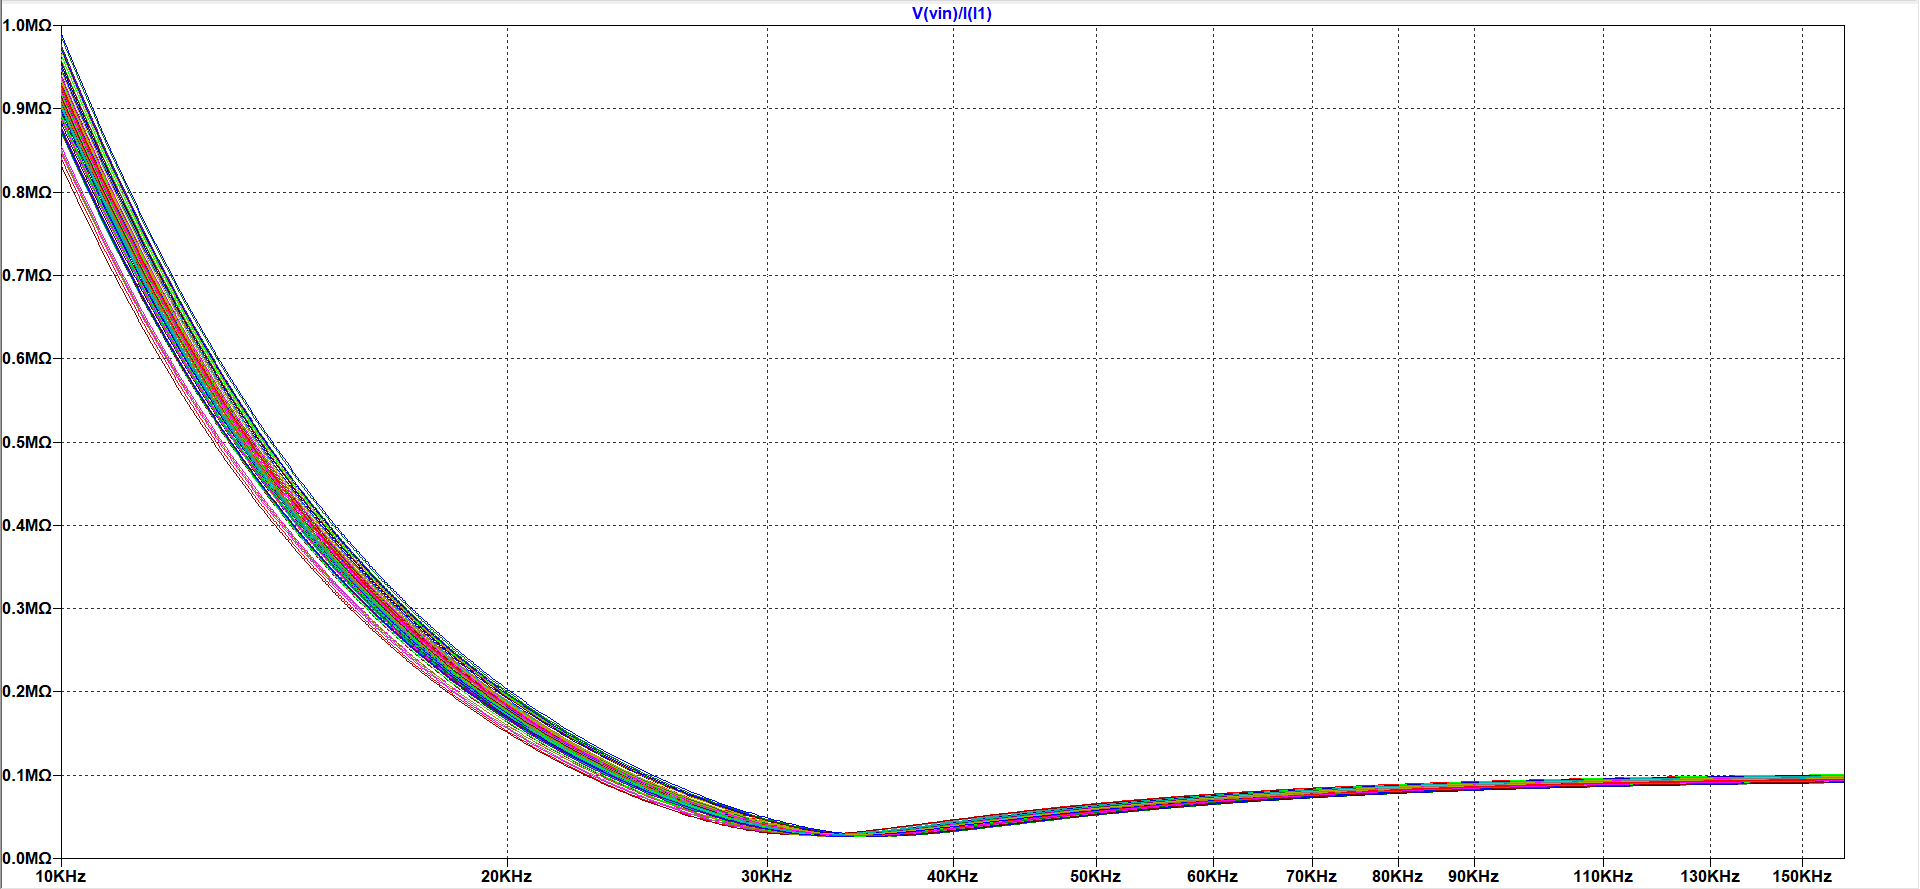 V(vin)/I(I1)
1.0MΩ
0.9MΩ
0.8MΩ
0.7MΩ
0.6MΩ
0.5MΩ
0.4MΩ
0.3MΩ
0.2MΩ
0.1MΩ
0.0MΩ
10KHz 20KHz 30KHz 40KHz 50KHz 60KHz 70KHz 80KHz 90KHz 110KHz 130KHz 150KHz